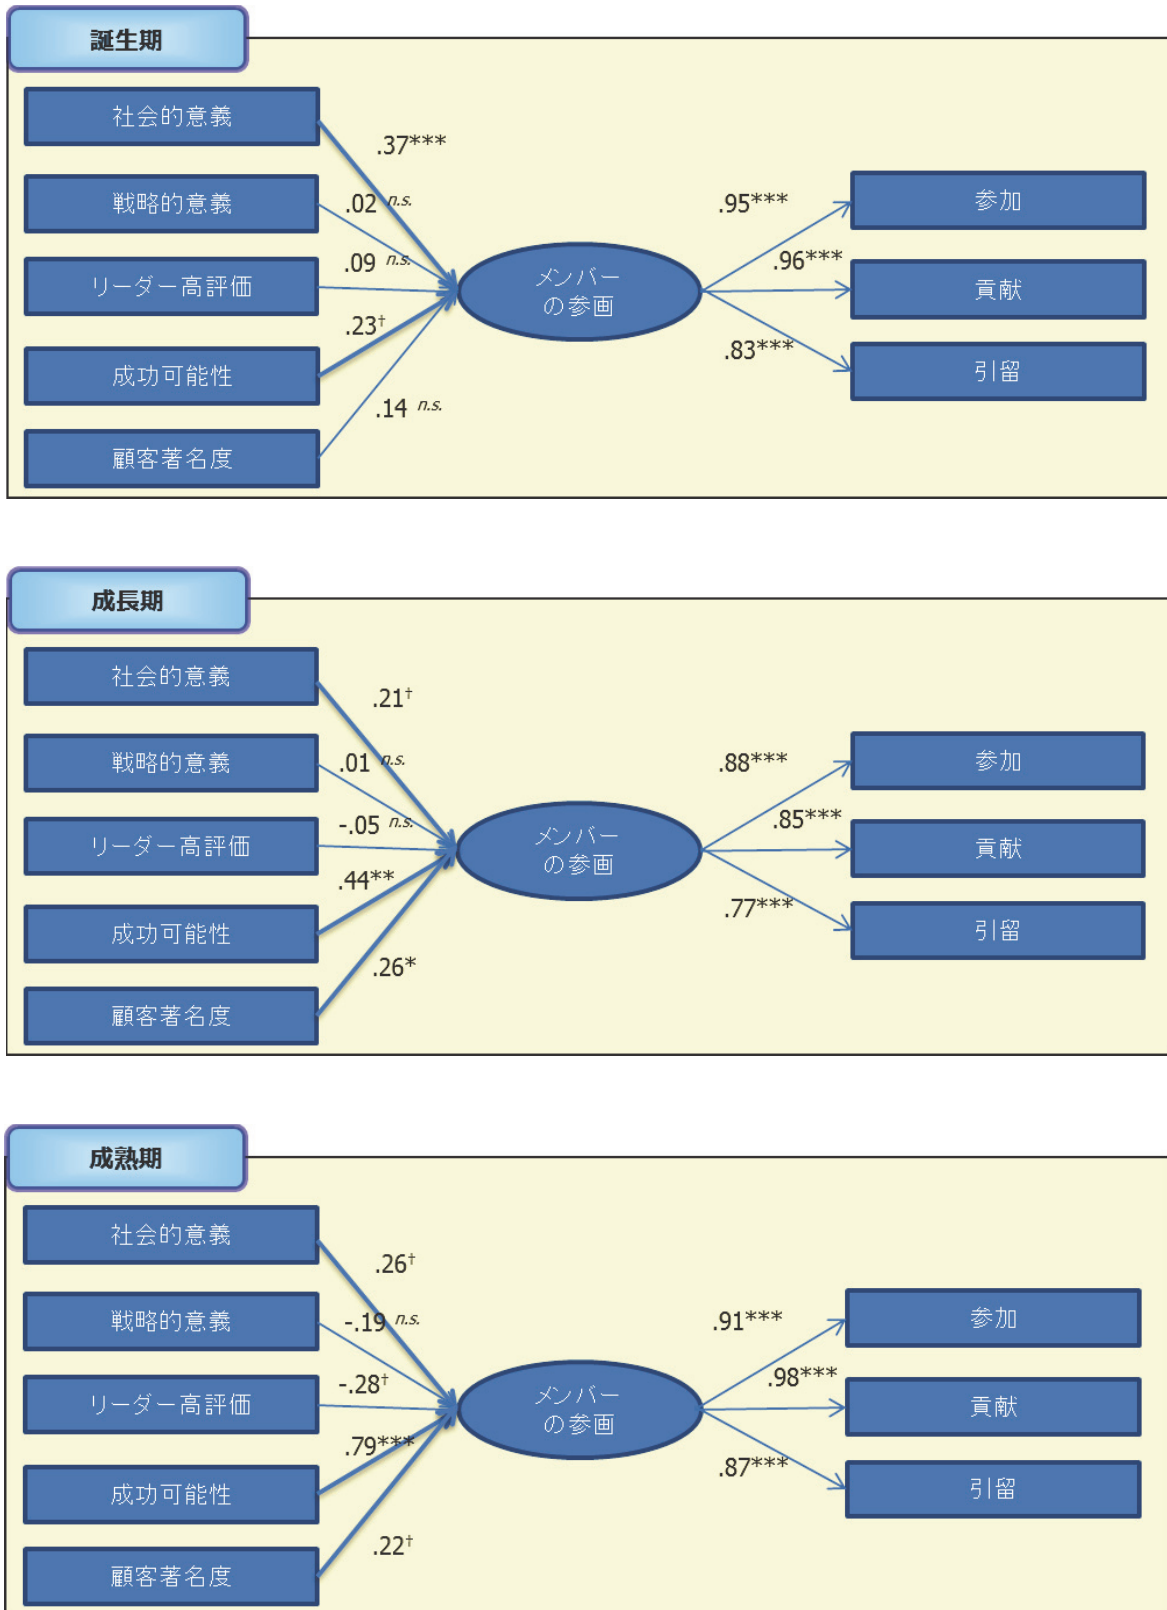 誕生期
社会的意義
.37***
戦略的意義
.02 n.s.
.95***
参加
リーダー高評価
.09 n.s.
メンバー
の参画
.96***
貢献
成功可能性
.23†
.83***
引留
顧客著名度
.14 n.s.
成長期
社会的意義
.21†
戦略的意義
.01 n.s.
.88***
参加
リーダー高評価
-.05 n.s.
メンバー
の参画
.85***
貢献
成功可能性
.44**
.77***
引留
顧客著名度
.26*
成熟期
社会的意義
.26†
戦略的意義
-.19 n.s.
.91***
参加
リーダー高評価
-.28†
メンバー
の参画
.98***
貢献
成功可能性
.79***
.87***
引留
顧客著名度
.22†